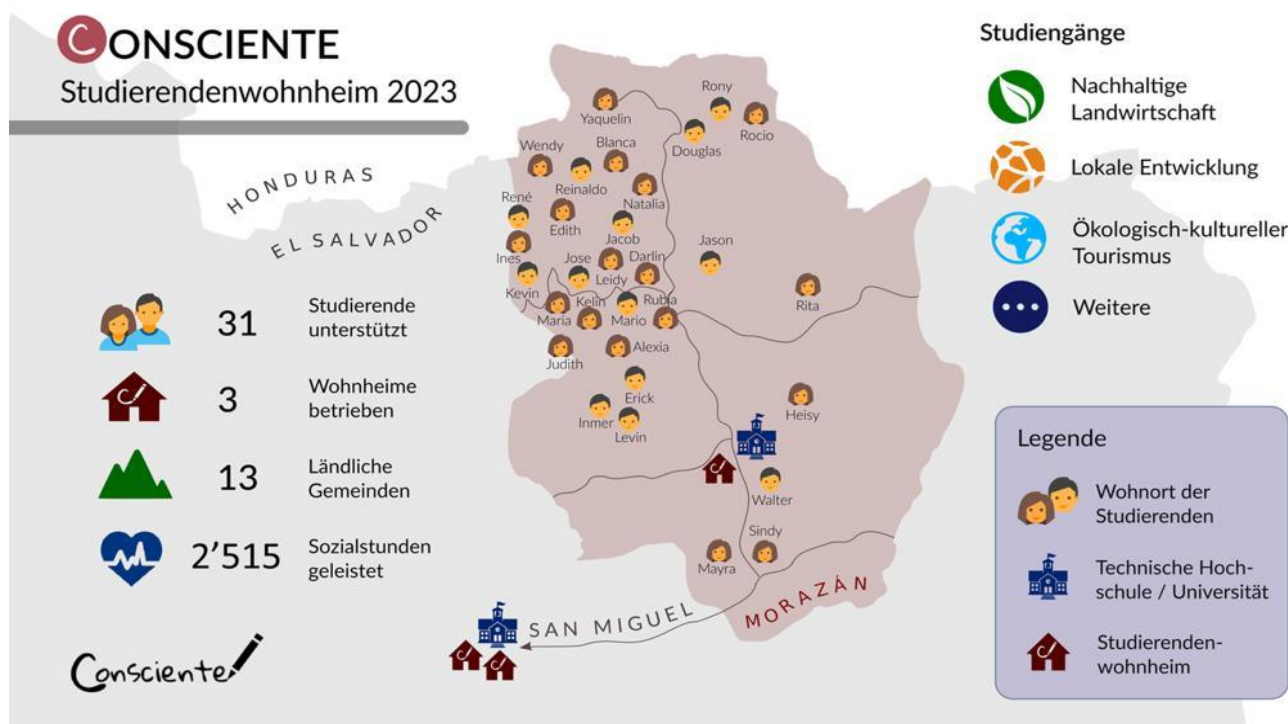 CONSCIENTE
Studierendenwohnheim 2023
HONDURAS
EL SALVADOR
31
Studierende
unterstützt
3
Wohnheime
betrieben
13
Ländliche
Gemeinden
2’515
Sozialstunden
geleistet
Consciente
Yaquelin
Rony
Rocio
Douglas
Wendy
Blanca
Reinaldo
Natalia
René
Edith
Jacob
Ines
Jose
Leidy
Darlin
Jason
Kevin
Kelin
Rubia
Rita
Maria
Mario
Judith
Alexia
Erick
Inmer
Levin
Heisy
Walter
Sindy
Mayra
SAN MIGUEL
MORAZÁN
Studiengänge
Nachhaltige
Landwirtschaft
Lokale Entwicklung
Ökologisch-kultureller
Tourismus
Weitere
Legende
Wohnort der
Studierenden
Technische Hoch-
schule / Universität
Studierenden-
wohnheim